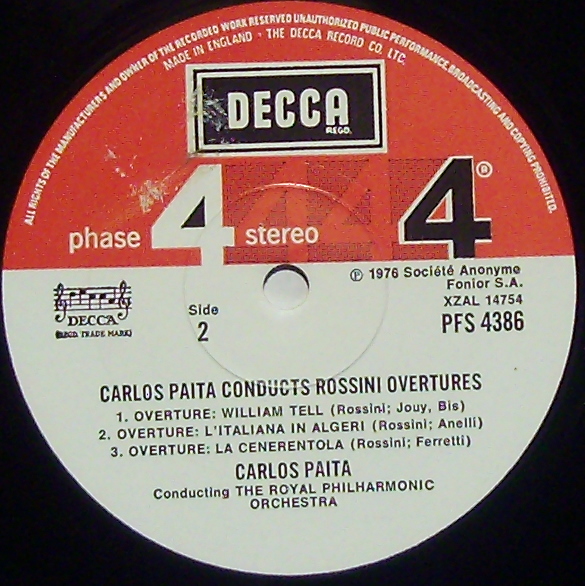 ALL RIGHTS OF THE MANUFACTURERS AND OWNER OF THE RECORDED WORK RESERVED UNAUTHORIZED PUBLIC PERFORMANCE, BROADCASTING AND COPYING PROHIBITED.
MADE IN ENGLAND · THE DECCA RECORD CO. LTC.
DECCA
REGD.
phase 4 stereo
4®
℗ 1976 Société Anonyme
Fonior S.A.
XZAL 14754
PFS 4386
DECCA
(REGD. TRADE MARK)
Side
2
CARLOS PAITA CONDUCTS ROSSINI OVERTURES
1. OVERTURE: WILLIAM TELL (Rossini; Jouy, Bis)
2. OVERTURE: L'ITALIANA IN ALGERI (Rossini; Anelli)
3. OVERTURE: LA CENERENTOLA (Rossini; Ferretti)
CARLOS PAITA
Conducting THE ROYAL PHILHARMONIC
ORCHESTRA